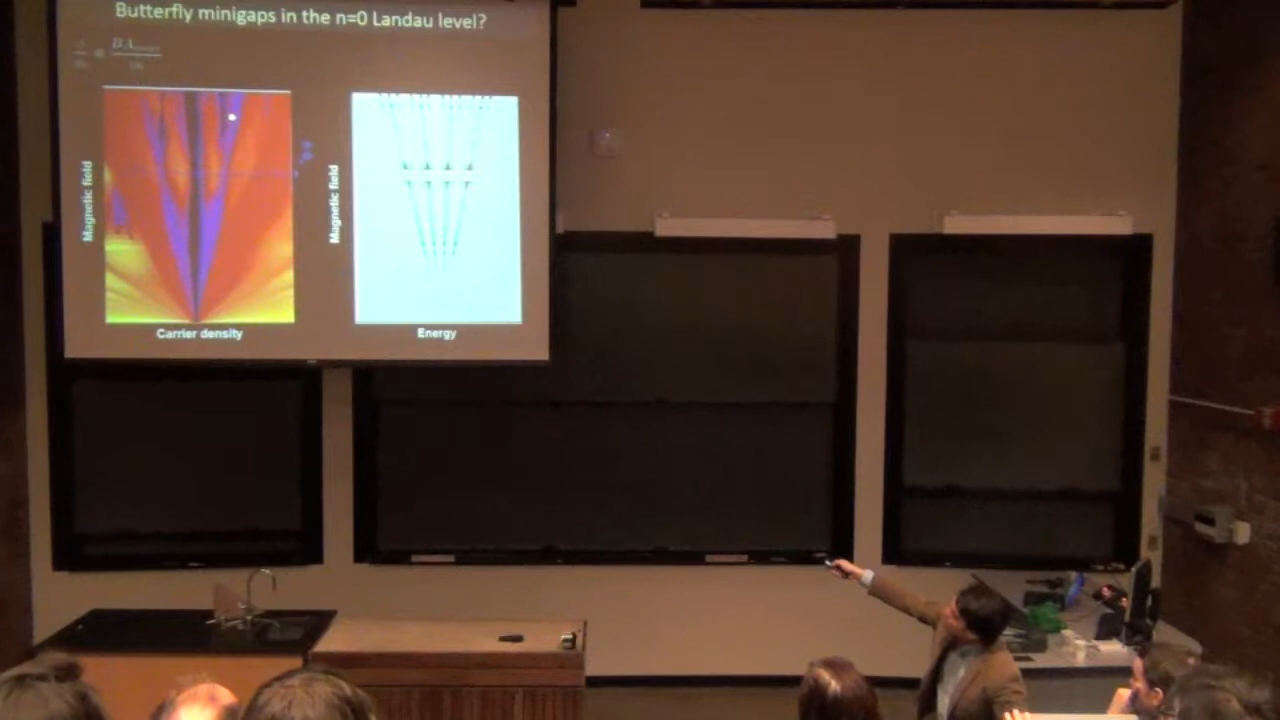 Butterfly minigaps in the n=0 Landau level?
Magnetic field
Carrier density
Magnetic field
Energy